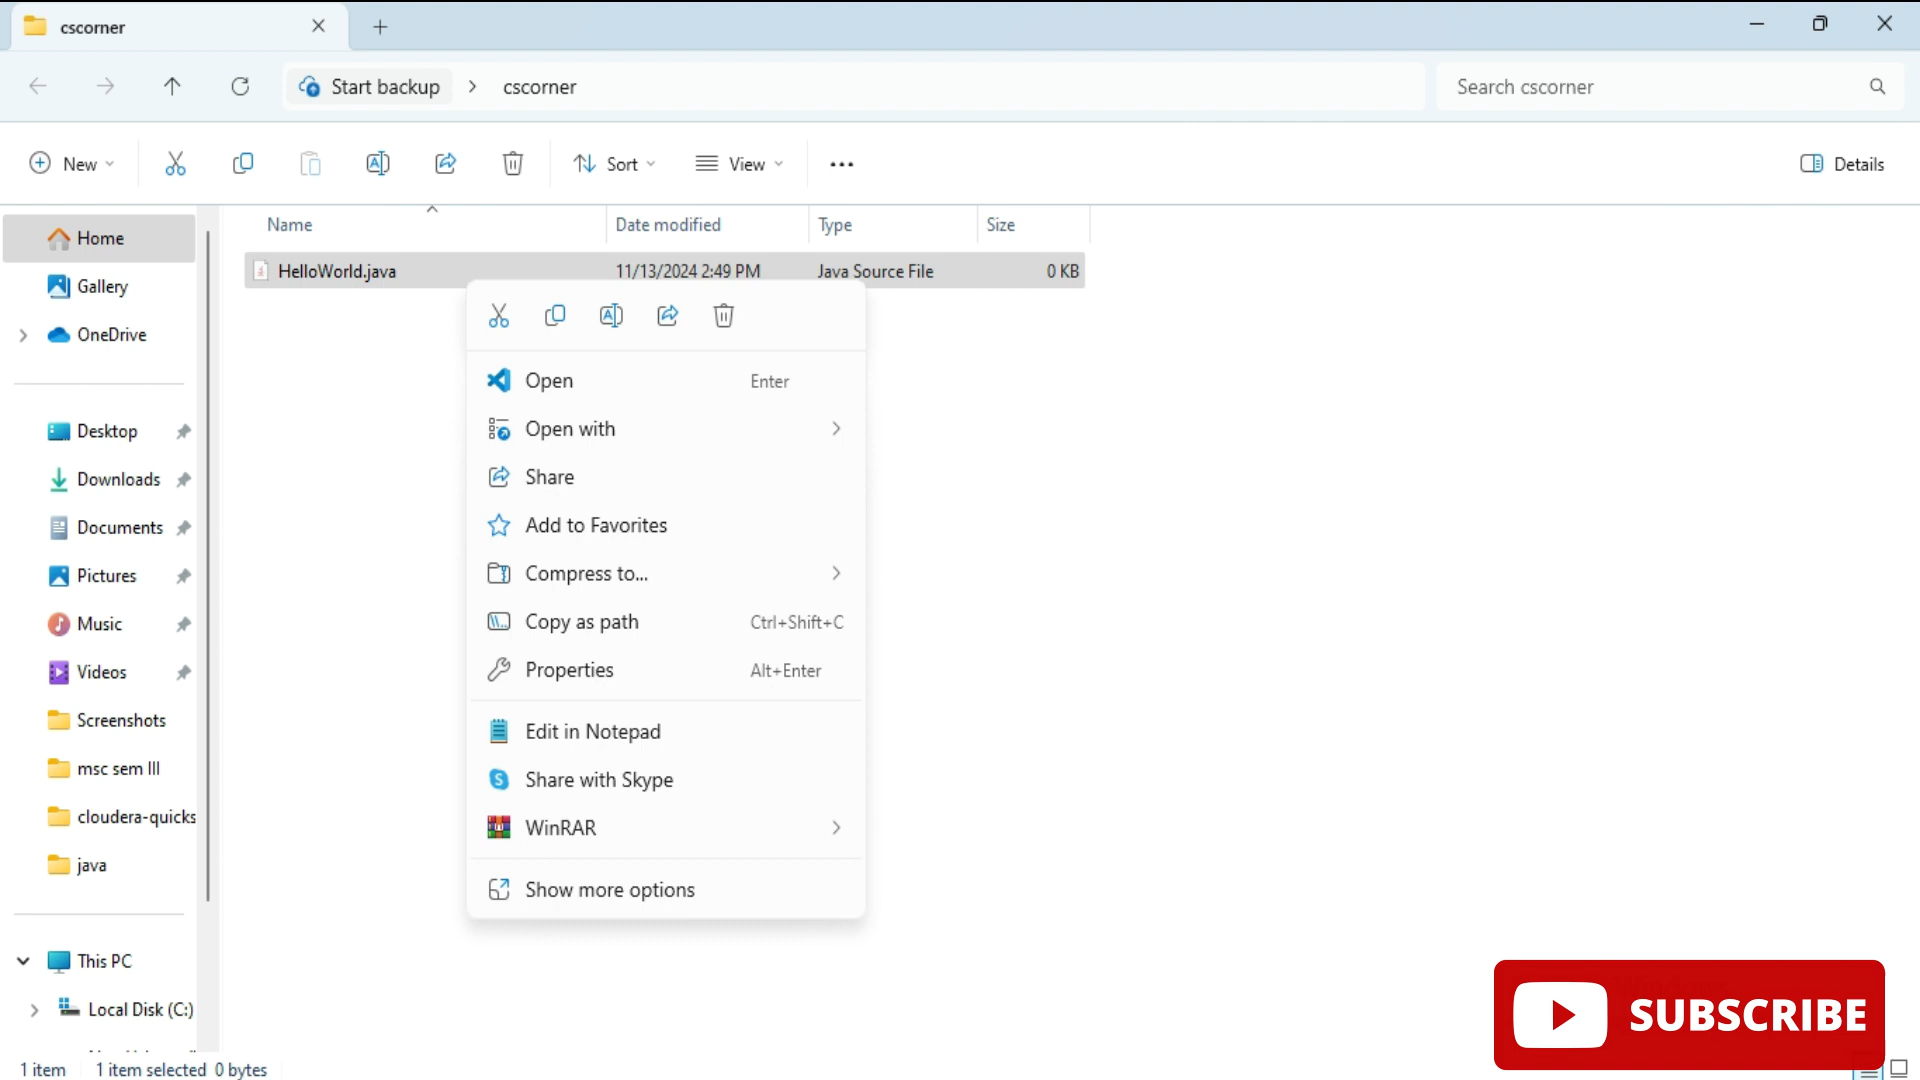 cscorner
Start backup > cscorner
Search cscorner
New
Sort
View
Details
Name
Date modified
Type
Size
HelloWorld.java 11/13/2024 2:49 PM Java Source File 0 KB
Home
Gallery
OneDrive
Desktop
Downloads
Documents
Pictures
Music
Videos
Screenshots
msc sem III
cloudera-quicks
java
This PC
Local Disk (C:)
Open Enter
Open with
Share
Add to Favorites
Compress to...
Copy as path Ctrl+Shift+C
Properties Alt+Enter
Edit in Notepad
Share with Skype
WinRAR
Show more options
SUBSCRIBE
1 item 1 item selected 0 bytes